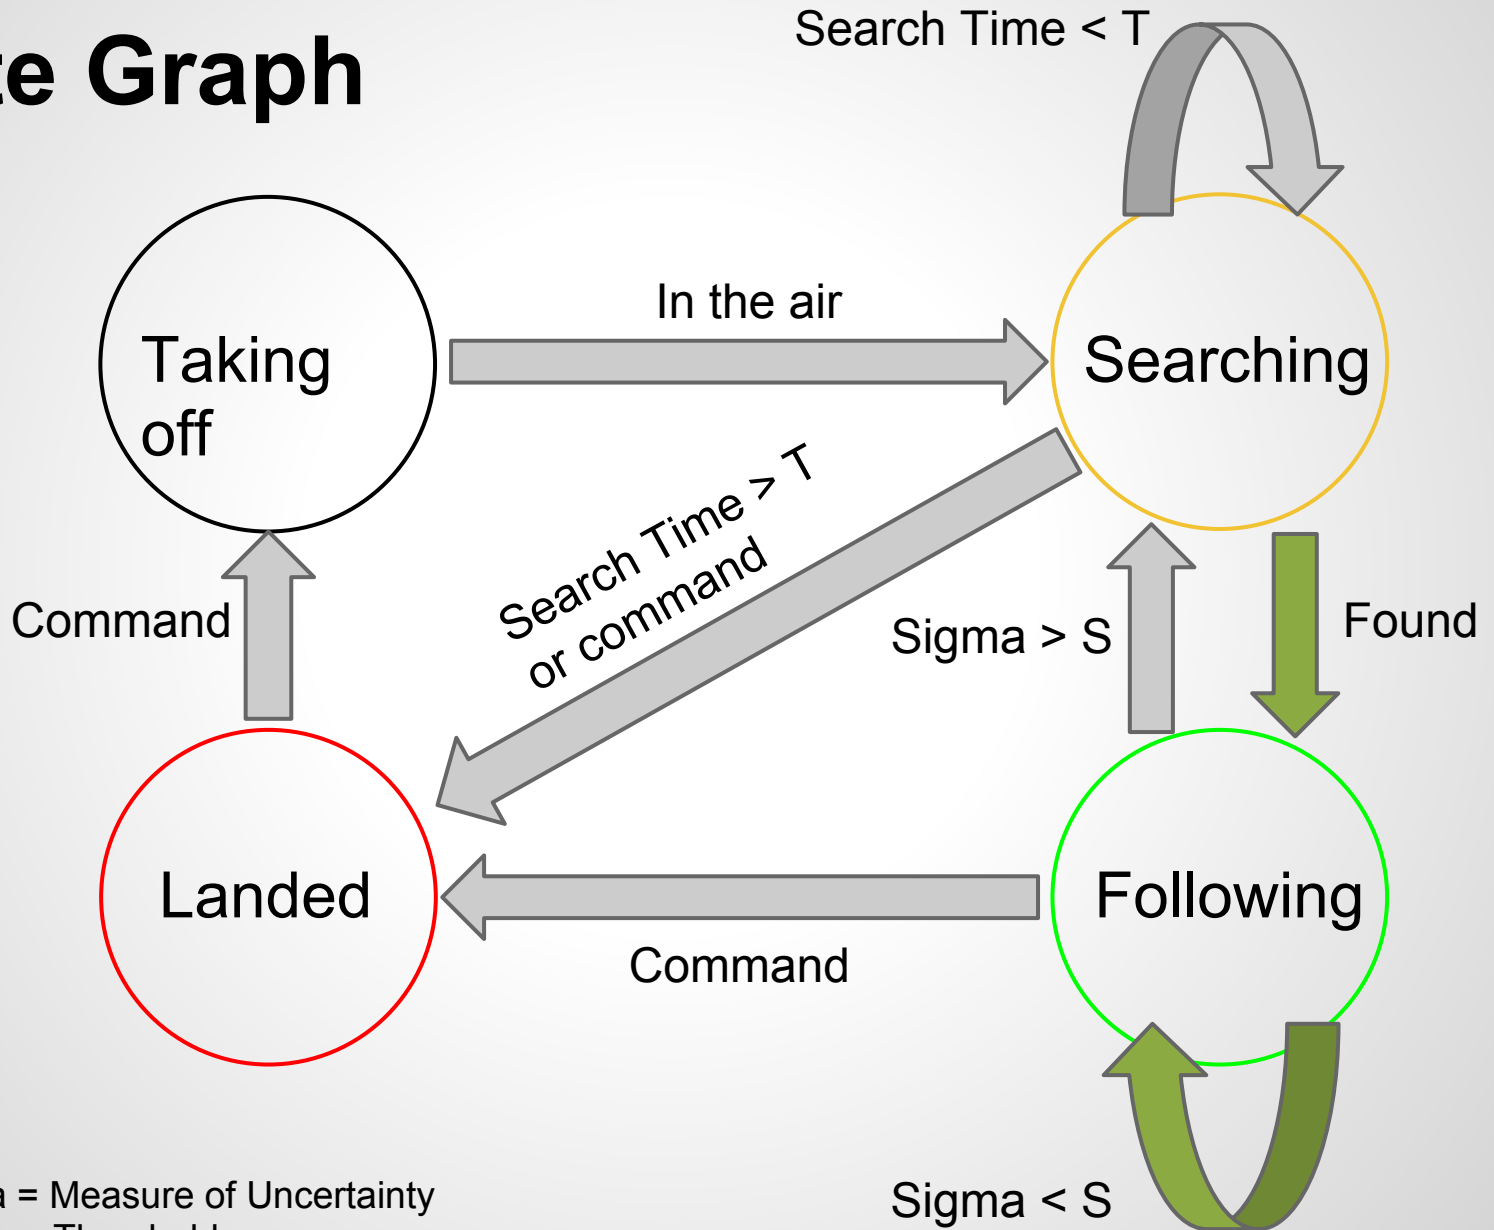 te Graph
Search Time < T
In the air
Taking
off
Searching
Search Time > T
or command
Command
Sigma > S
Found
Landed
Following
Command
a = Measure of Uncertainty
Sigma < S